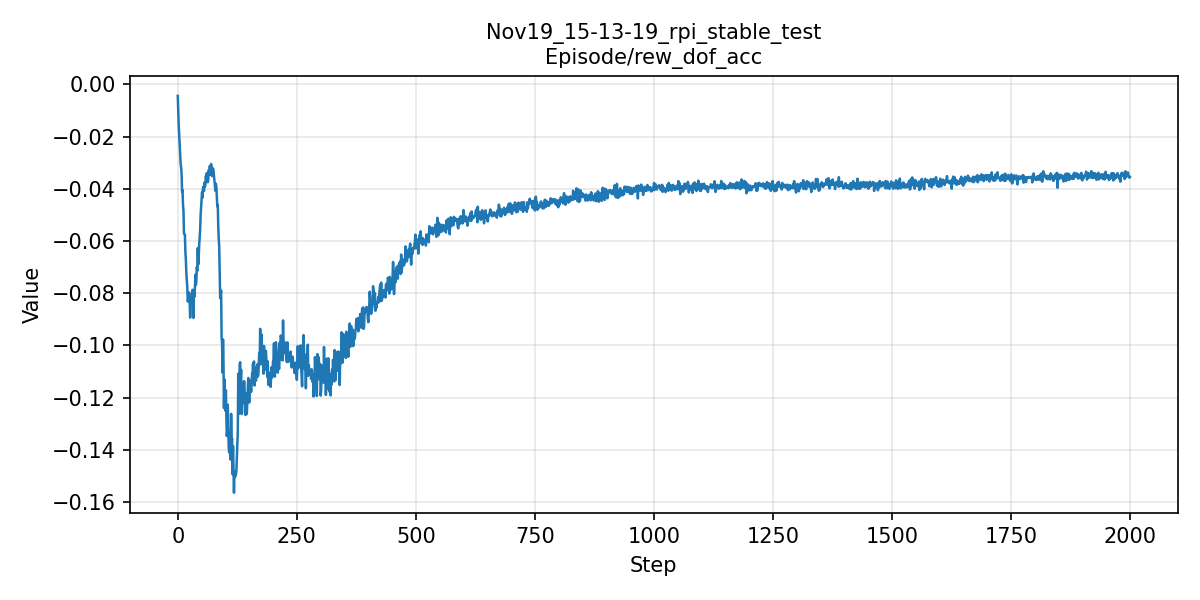 Nov19_15-13-19_rpi_stable_test
Episode/rew_dof_acc
0.00
−0.02
−0.04
−0.06
−0.08
−0.10
−0.12
−0.14
−0.16
Value
0 250 500 750 1000 1250 1500 1750 2000
Step